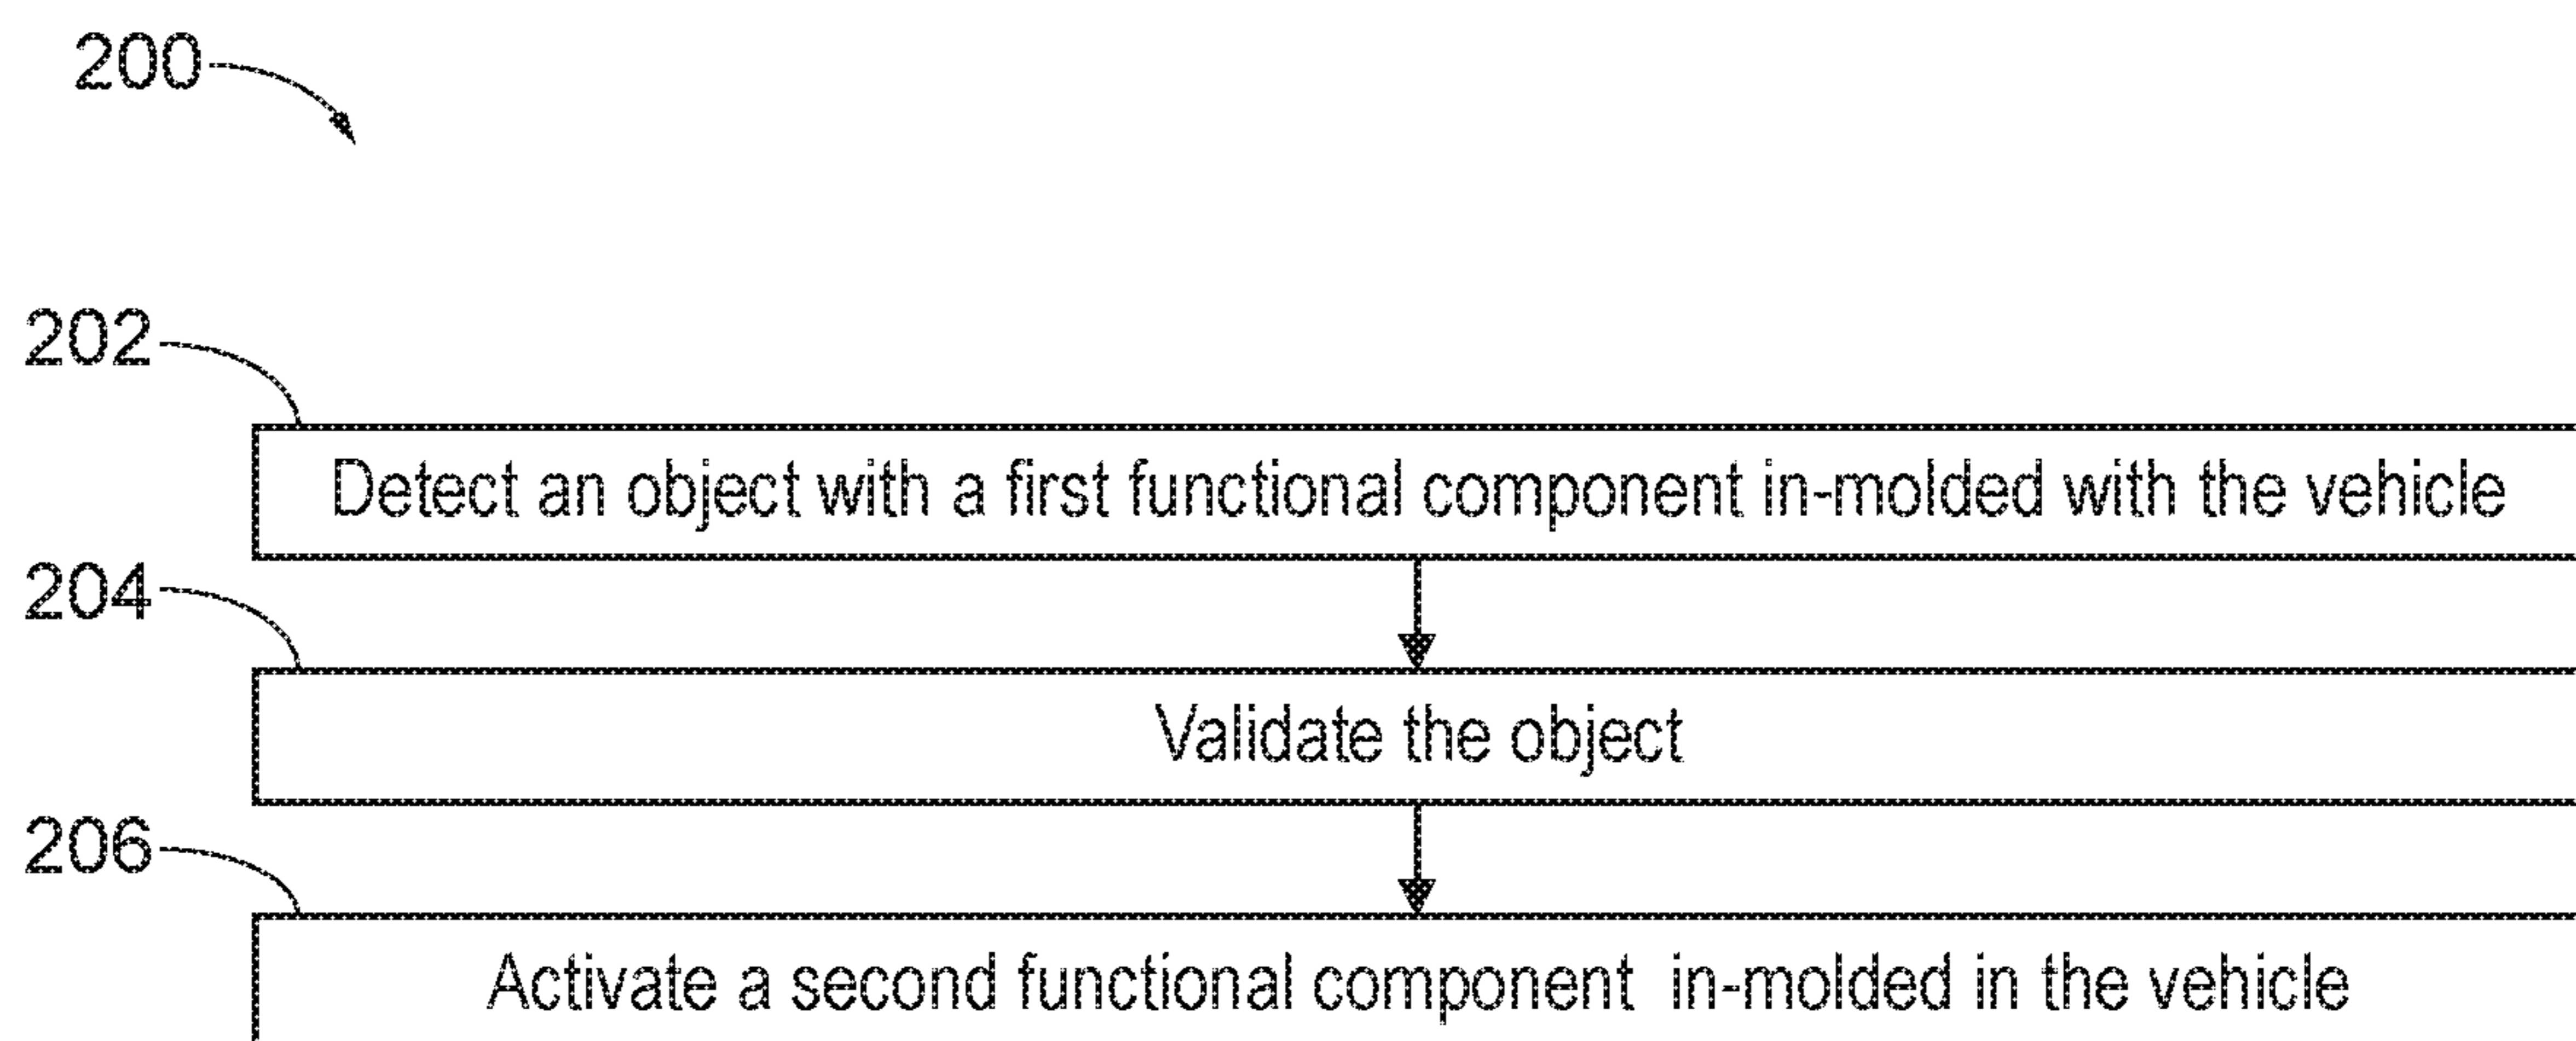 200
202
Detect an object with a first functional component in-molded with the vehicle
204
Validate the object
206
Activate a second functional component in-molded in the vehicle